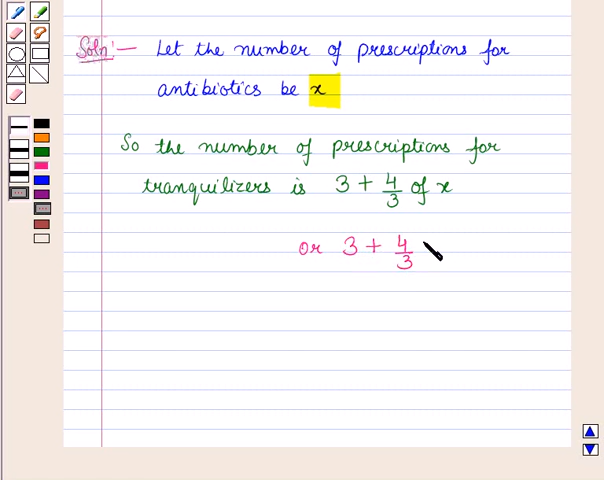 Soln:- Let the number of prescriptions for
antibiotics be x
So the number of prescriptions for
tranquilizers is 3 + 4/3 of x
or 3 + 4/3